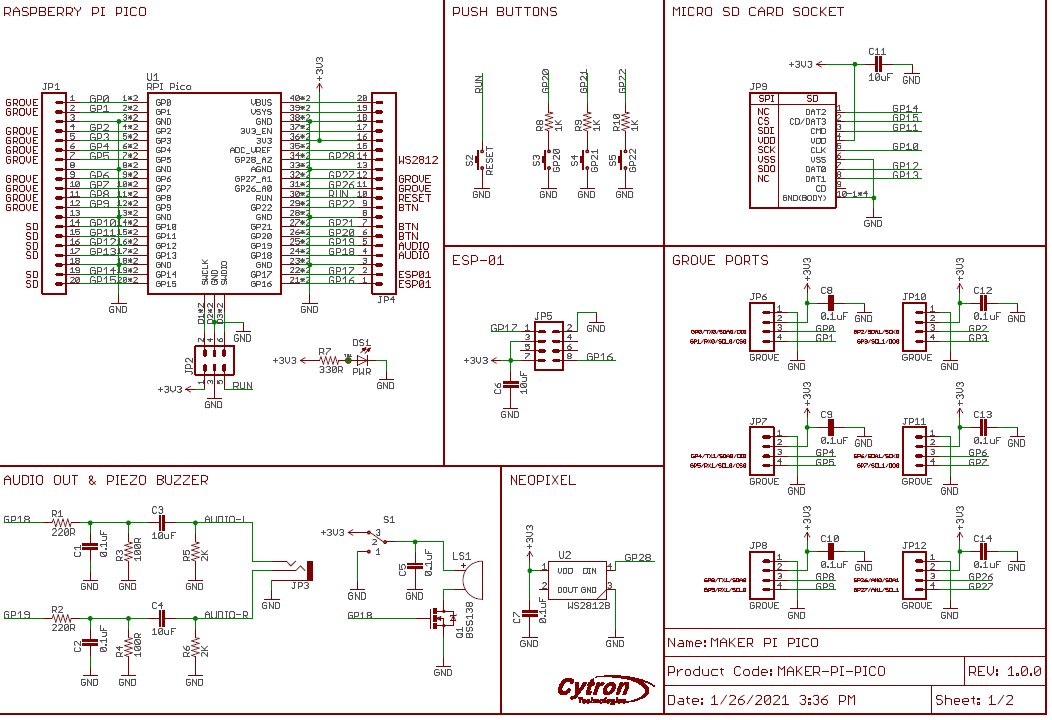 RASPBERRY PI PICO
JP1
U1
RPI Pico
+3V3
GROVE 1 GP0 1*2 GP0 VBUS 40*2 20
GROVE 2 GP1 2*2 GP1 VSYS 39*2 19
3 3*2 GND GND 38*2 18
GROVE 4 GP2 4*2 GP2 3V3_EN 37*2 17
GROVE 5 GP3 5*2 GP3 3V3 36*2 16
GROVE 6 GP4 6*2 GP4 ADC_VREF 35*2 15
GROVE 7 GP5 7*2 GP5 GP28_A2 34*2 GP28 14 WS2812
8 8*2 GND AGND 33*2 13
GROVE 9 GP6 9*2 GP6 GP27_A1 32*2 GP27 12 GROVE
GROVE 10 GP7 10*2 GP7 GP26_A0 31*2 GP26 11 GROVE
GROVE 11 GP8 11*2 GP8 RUN 30*2 RUN 10 RESET
GROVE 12 GP9 12*2 GP9 GP22 29*2 GP22 9 BTN
13 13*2 GND GND 28*2 8
SD 14 GP10 14*2 GP10 GP21 27*2 GP21 7 BTN
SD 15 GP11 15*2 GP11 GP20 26*2 GP20 6 BTN
SD 16 GP12 16*2 GP12 GP19 25*2 GP19 5 AUDIO
SD 17 GP13 17*2 GP13 GP18 24*2 GP18 4 AUDIO
18 18*2 GND GND 23*2 3
SD 19 GP14 19*2 GP14 GP17 22*2 GP17 2 ESP01
SD 20 GP15 20*2 GP15 GP16 21*2 GP16 1 ESP01
SWCLK
GND
SWDIO
JP4
GND
GND
D1*2
D2*2
D3*2
GND
2 4 6
JP2
1 3 5
+3V3
RUN
GND
+3V3
R7
330R
DS1
PWR
GND
PUSH BUTTONS
RUN
GP20
GP21
GP22
R8
1K
R9
1K
R10
1K
S2
RESET
S3
GP20
S4
GP21
S5
GP22
GND
GND
GND
GND
MICRO SD CARD SOCKET
+3V3
C11
10uF
GND
JP9
SPI SD
NC DAT2 1 GP14
CS CD/DAT3 2 GP15
SDI CMD 3 GP11
VDD VDD 4
SCK CLK 5 GP10
VSS VSS 6
SDO DAT0 7 GP12
NC DAT1 8 GP13
CD 9
GND(BODY) 10-1*4
GND
ESP-01
JP5
GND
GP17 1 2
3 4
5 6
+3V3 7 8 GP16
C6
10uF
GND
GROVE PORTS
+3V3
JP6
C8
0.1uF
GND
1
2
GP0/TX0/SDA0/CO0 3 GP0
GP1/RX0/SCL0/CS0 4 GP1
GROVE
GND
+3V3
JP10
C12
0.1uF
GND
1
2
GP2/SDA1/SCK0 3 GP2
GP3/SCL1/DO0 4 GP3
GROVE
GND
+3V3
JP7
C9
0.1uF
GND
1
2
3 GP4
GP5/RX1/SCL0/CS0 4 GP5
GROVE
GND
+3V3
JP11
C13
0.1uF
GND
1
2
3 GP6
GP7/SCL1/DO0 4 GP7
GROVE
GND
+3V3
JP8
C10
0.1uF
GND
1
2
GP8/TX1/SDA0 3 GP8
GP9/RX1/SCL0 4 GP9
GROVE
GND
+3V3
JP12
C14
0.1uF
GND
1
2
GP26/AN0/SDA1 3 GP26
GP27/AN1/SCL1 4 GP27
GROVE
GND
AUDIO OUT & PIEZO BUZZER
GP18
R1
220R
C3
10uF
AUDIO-L
C1
0.1uF
R3
100R
R5
2K
GND
GND
GND
JP3
GND
GP19
R2
220R
C4
10uF
AUDIO-R
C2
0.1uF
R4
100R
R6
2K
GND
GND
GND
S1
+3V3
3
2
1
GND
C5
0.1uF
GND
LS1
+
GP18
Q1
BSS138
GND
NEOPIXEL
+3V3
U2
GP28
1 VDD DIN 4
2 DOUT GND 3
WS2812B
C7
0.1uF
GND
GND
Cytron
Technologies
Name: MAKER PI PICO
Product Code: MAKER-PI-PICO
REV: 1.0.0
Date: 1/26/2021 3:36 PM
Sheet: 1/2